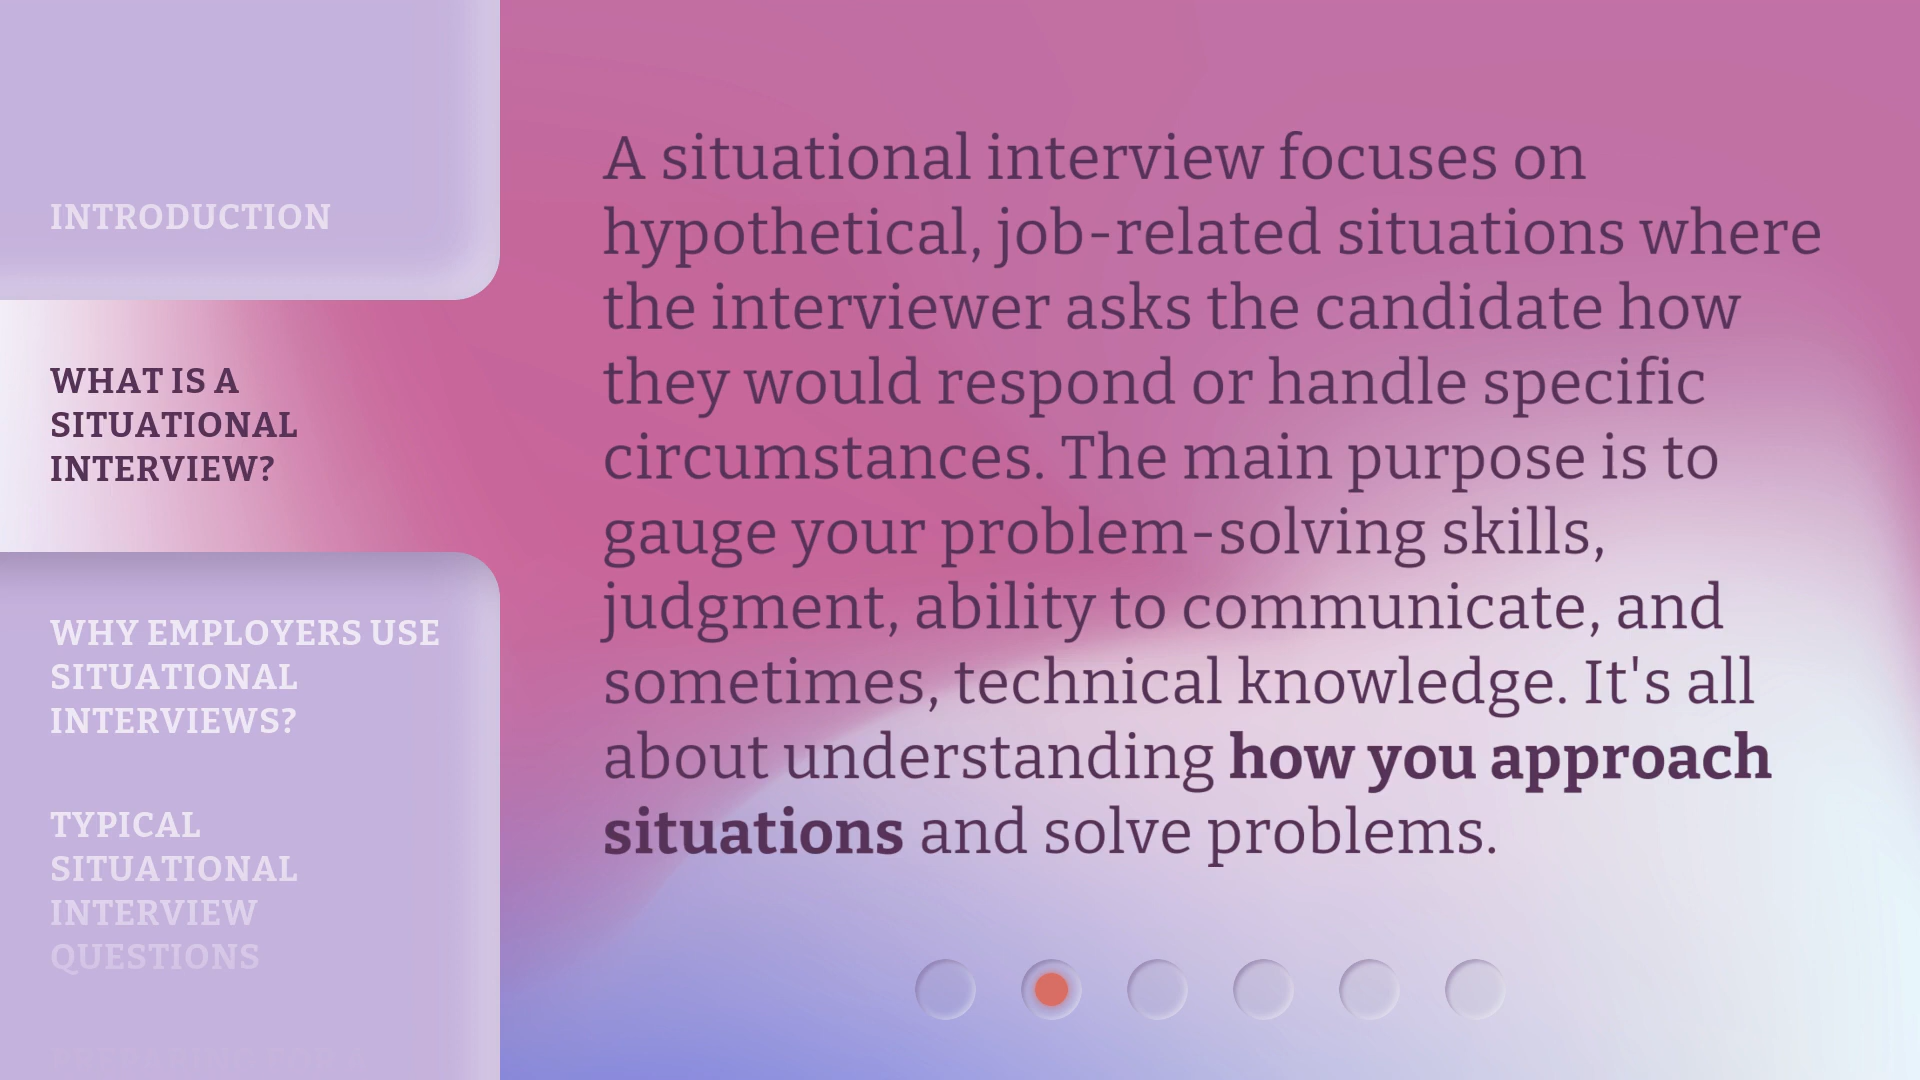 INTRODUCTION
WHAT IS A
SITUATIONAL
INTERVIEW?
WHY EMPLOYERS USE
SITUATIONAL
INTERVIEWS?
TYPICAL
SITUATIONAL
INTERVIEW
QUESTIONS
PREPARING FOR A
A situational interview focuses on
hypothetical, job-related situations where
the interviewer asks the candidate how
they would respond or handle specific
circumstances. The main purpose is to
gauge your problem-solving skills,
judgment, ability to communicate, and
sometimes, technical knowledge. It's all
about understanding how you approach
situations and solve problems.